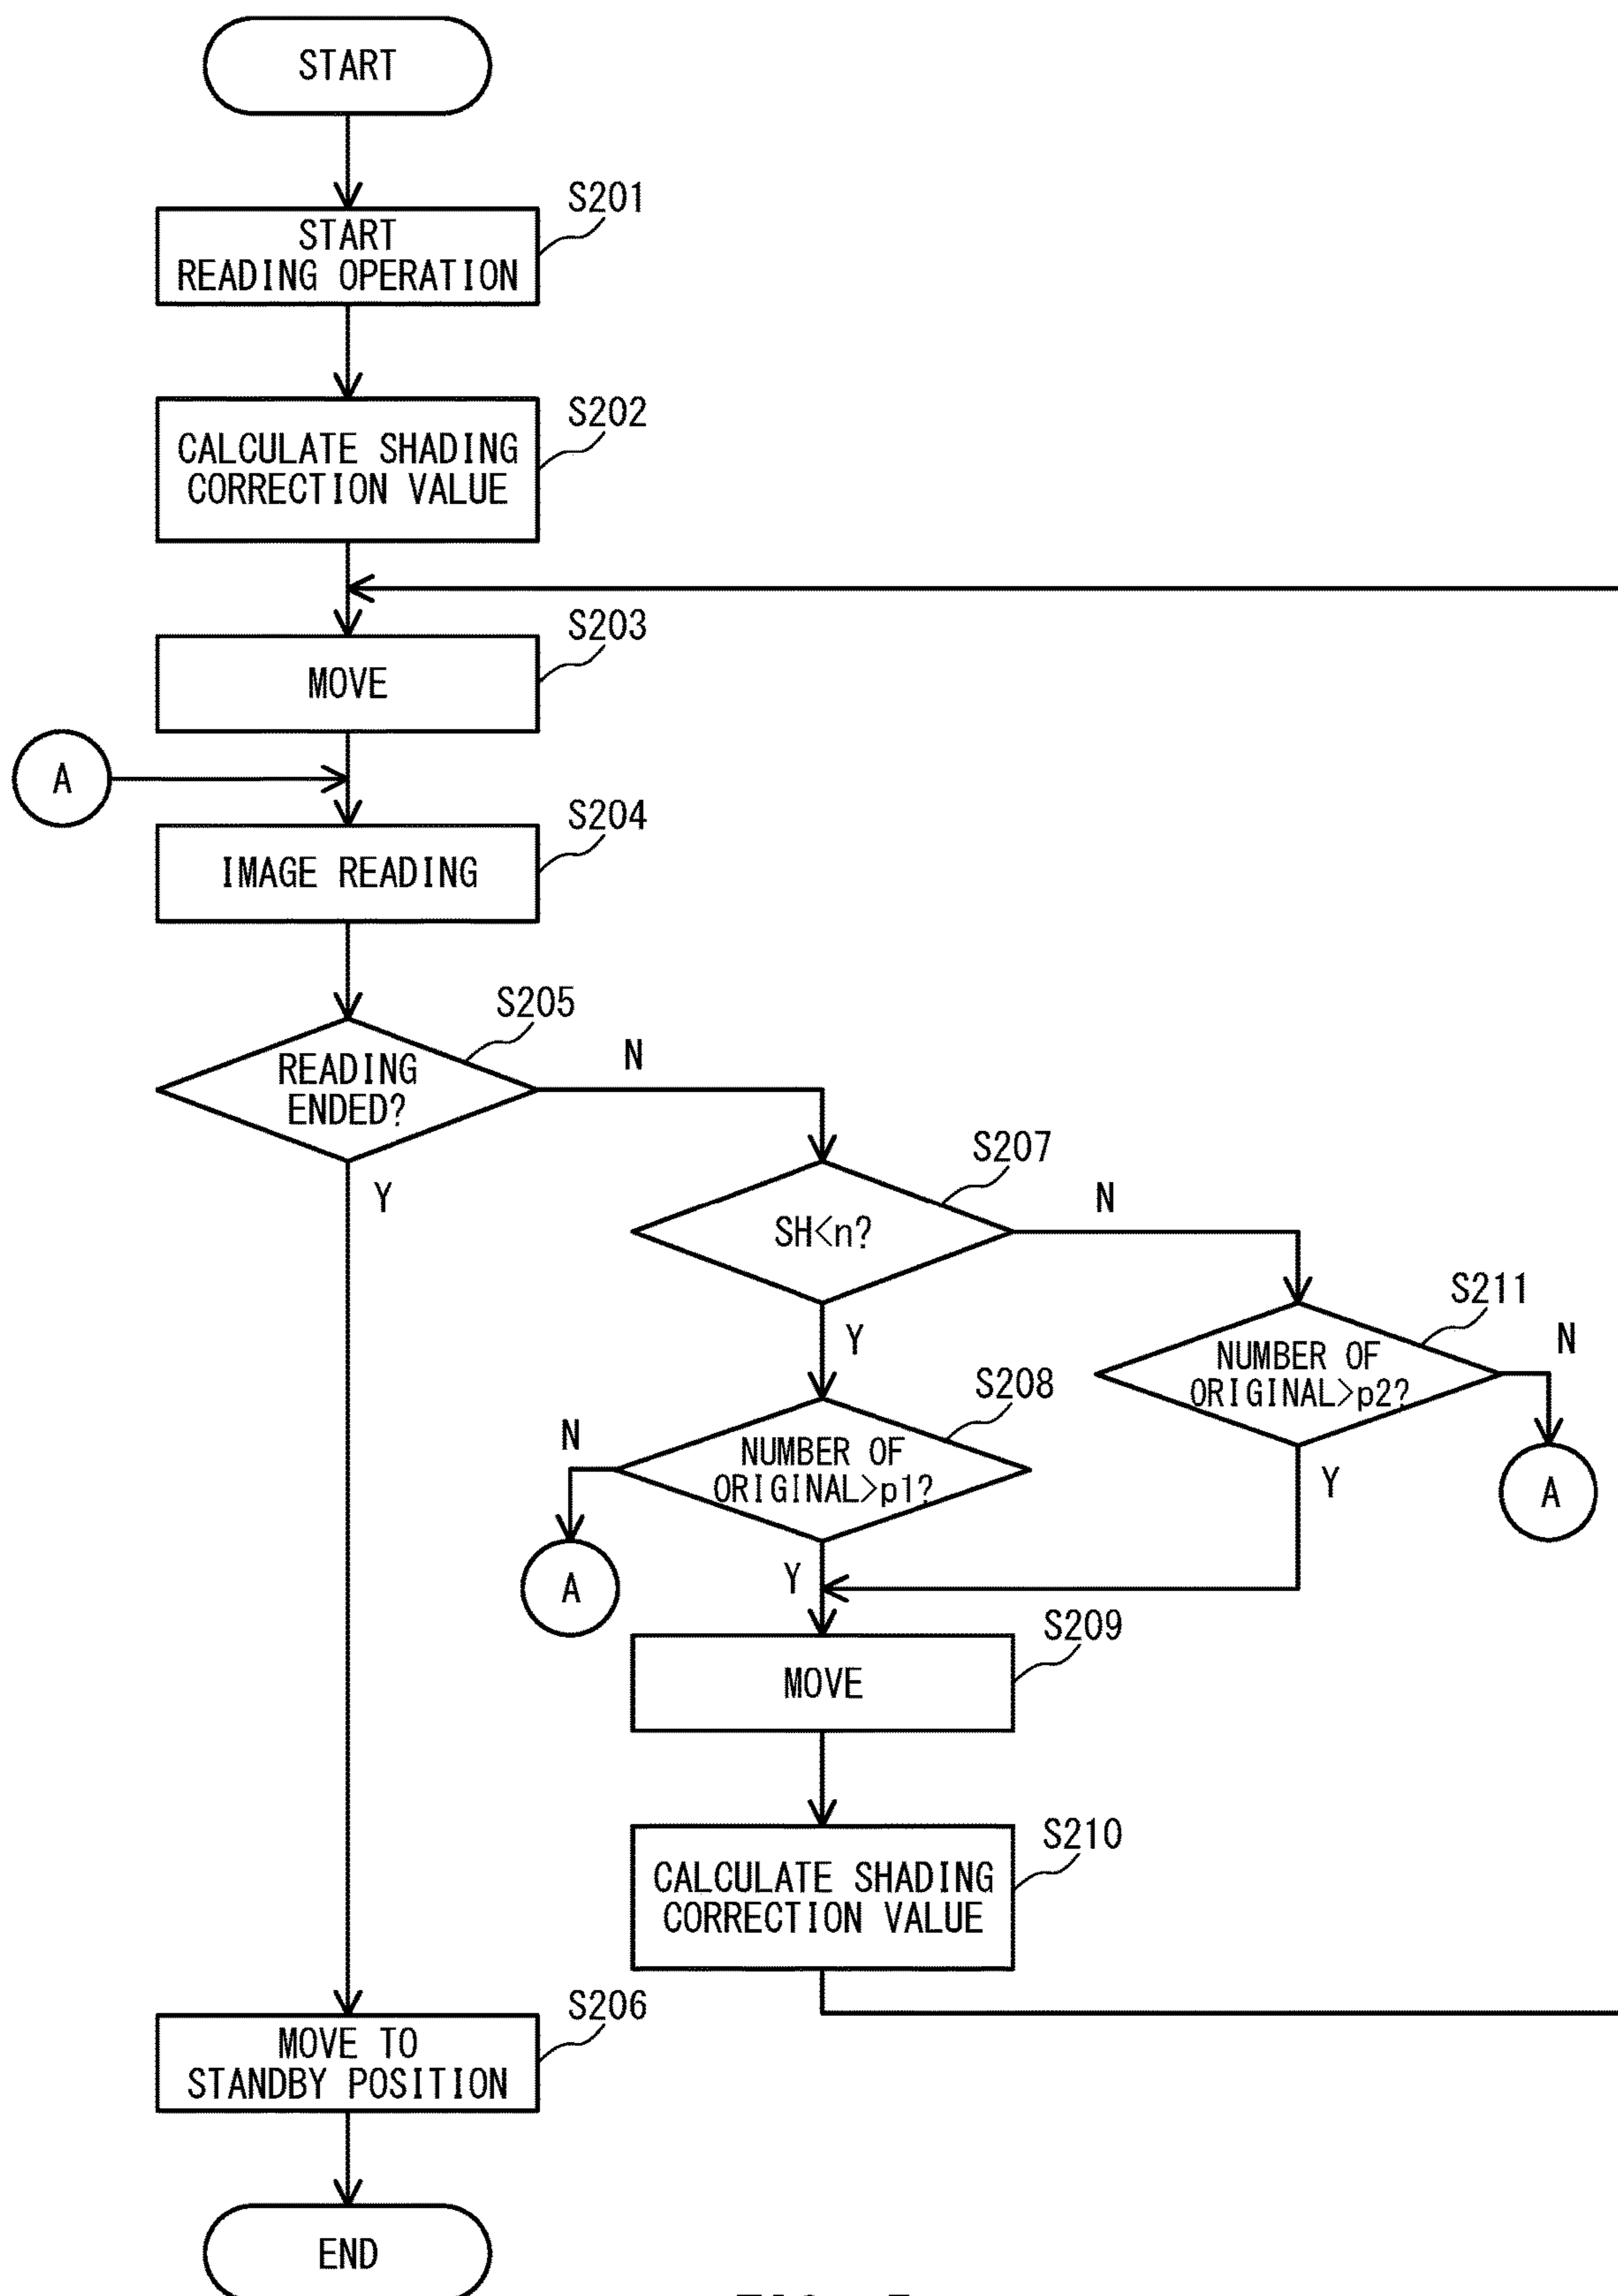 START
S201
START
READING OPERATION
S202
CALCULATE SHADING
CORRECTION VALUE
S203
MOVE
A
S204
IMAGE READING
S205
READING
ENDED?
N
Y
S207
SH<n?
N
Y
S211
NUMBER OF
ORIGINAL>p2?
N
Y
A
S208
NUMBER OF
ORIGINAL>p1?
N
A
Y
S209
MOVE
S210
CALCULATE SHADING
CORRECTION VALUE
S206
MOVE TO
STANDBY POSITION
END